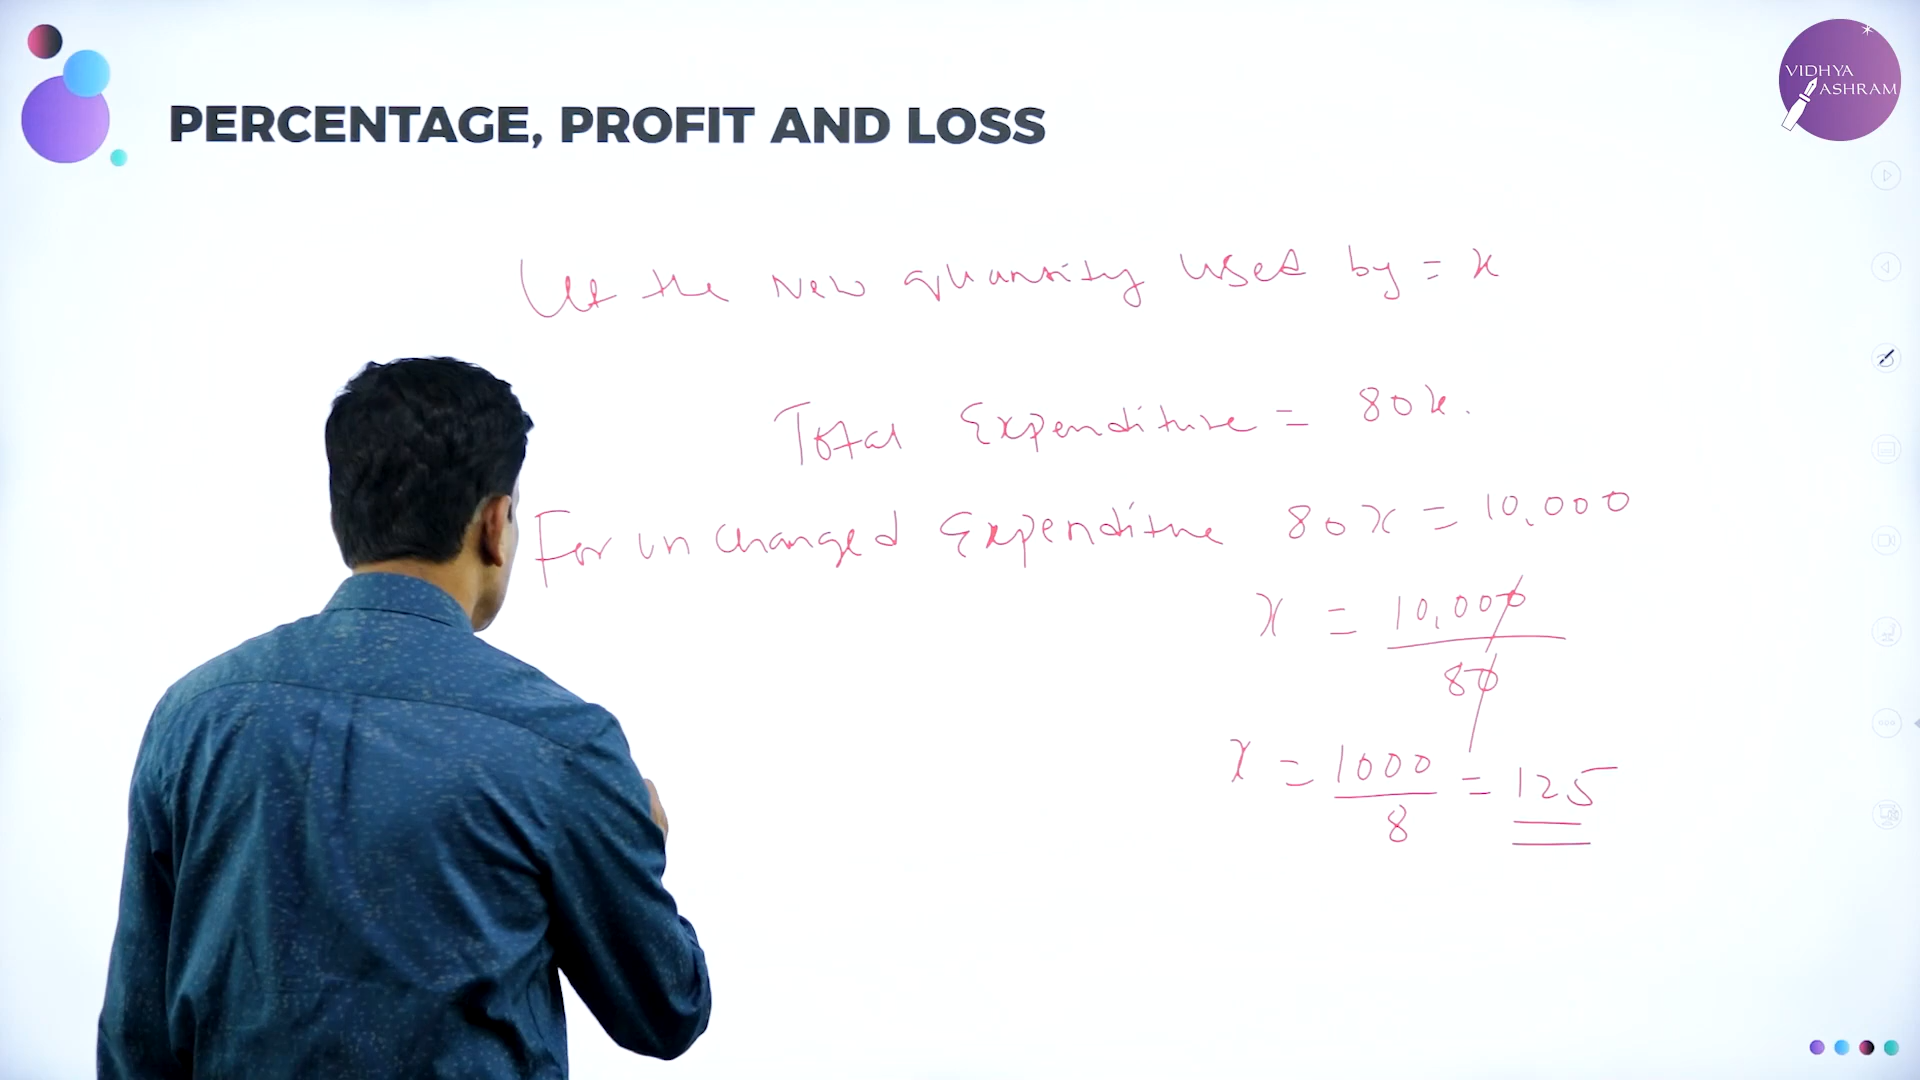 VIDHYA
ASHRAM
PERCENTAGE, PROFIT AND LOSS
Let the New quantity used by = x
Total Expenditure = 80x.
For unchanged Expenditure 80x = 10,000
x = 10,000
80
x = 1000 = 125
8